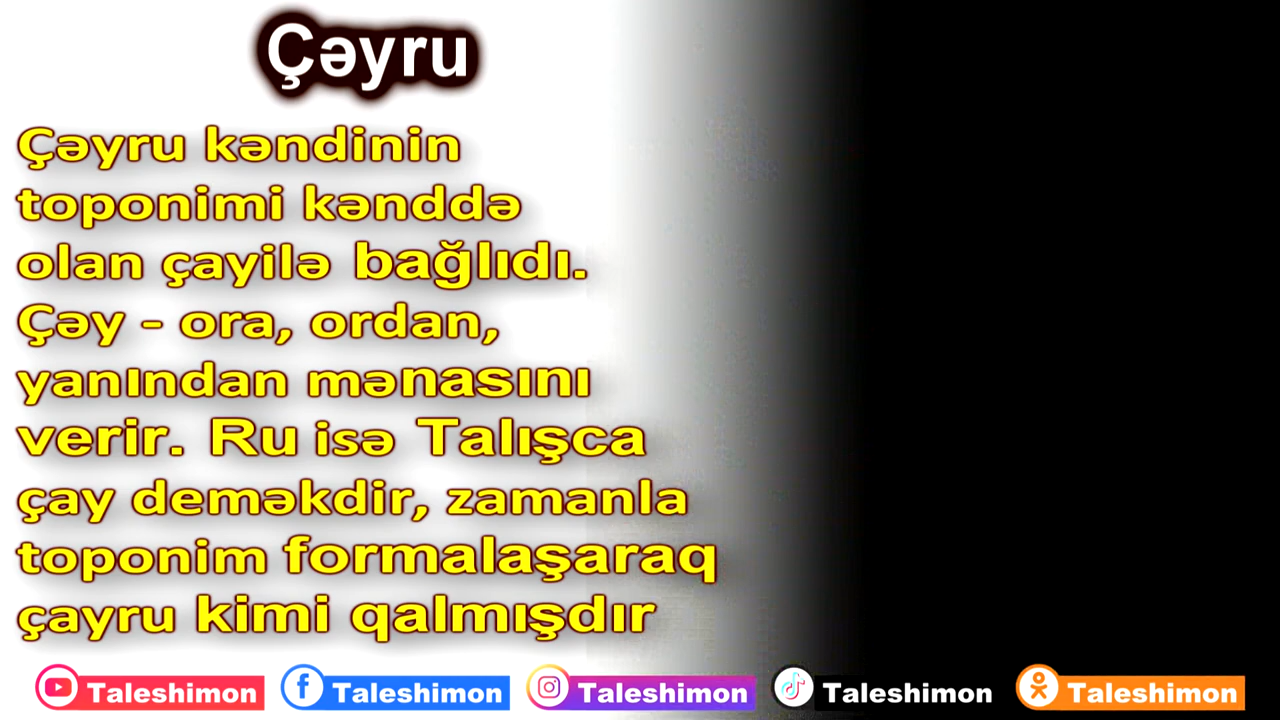 Çəyru
Çəyru kəndinin
toponimi kənddə
olan çayilə bağlıdı.
Çəy - ora, ordan,
yanından mənasını
verir. Ru isə Talışca
çay deməkdir, zamanla
toponim formalaşaraq
çayru kimi qalmışdır
Taleshimon Taleshimon Taleshimon Taleshimon Taleshimon